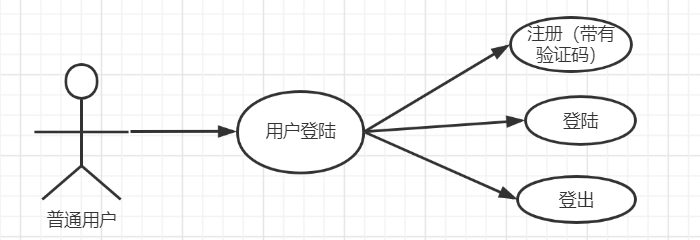 注册（带有
验证码）
用户登陆
登陆
登出
普通用户